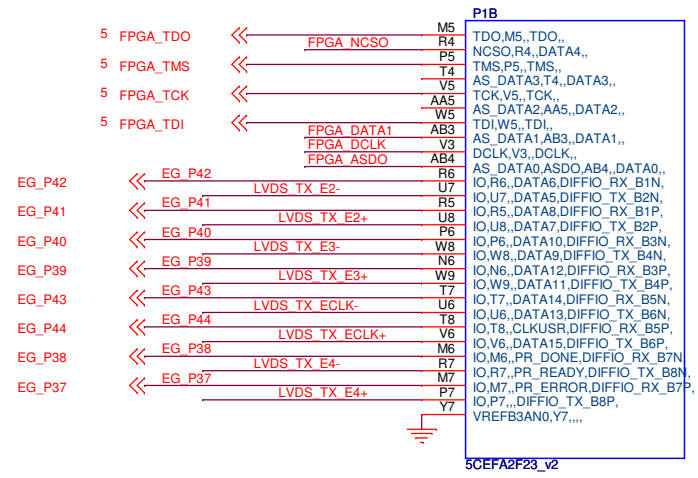 P1B
5 FPGA_TDO M5 TDO,M5,,TDO,,
FPGA_NCSO R4 NCSO,R4,,DATA4,,
5 FPGA_TMS P5 TMS,P5,,TMS,,
T4 AS_DATA3,T4,,DATA3,,
5 FPGA_TCK V5 TCK,V5,,TCK,,
AA5 AS_DATA2,AA5,,DATA2,,
5 FPGA_TDI W5 TDI,W5,,TDI,,
FPGA_DATA1 AB3 AS_DATA1,AB3,,DATA1,,
FPGA_DCLK V3 DCLK,V3,,DCLK,,
FPGA_ASDO AB4 AS_DATA0,ASDO,AB4,,DATA0,,
EG_P42 EG_P42 R6 IO,R6,,DATA6,DIFFIO_RX_B1N,
LVDS_TX_E2- U7 IO,U7,,DATA5,DIFFIO_TX_B2N,
EG_P41 EG_P41 R5 IO,R5,,DATA8,DIFFIO_RX_B1P,
LVDS_TX_E2+ U8 IO,U8,,DATA7,DIFFIO_TX_B2P,
EG_P40 EG_P40 P6 IO,P6,,DATA10,DIFFIO_RX_B3N,
LVDS_TX_E3- W8 IO,W8,,DATA9,DIFFIO_TX_B4N,
EG_P39 EG_P39 N6 IO,N6,,DATA12,DIFFIO_RX_B3P,
LVDS_TX_E3+ W9 IO,W9,,DATA11,DIFFIO_TX_B4P,
EG_P43 EG_P43 T7 IO,T7,,DATA14,DIFFIO_RX_B5N,
LVDS_TX_ECLK- U6 IO,U6,,DATA13,DIFFIO_TX_B6N,
EG_P44 EG_P44 T8 IO,T8,,CLKUSR,DIFFIO_RX_B5P,
LVDS_TX_ECLK+ V6 IO,V6,,DATA15,DIFFIO_TX_B6P,
EG_P38 EG_P38 M6 IO,M6,,PR_DONE,DIFFIO_RX_B7N,
LVDS_TX_E4- R7 IO,R7,,PR_READY,DIFFIO_TX_B8N,
EG_P37 EG_P37 M7 IO,M7,,PR_ERROR,DIFFIO_RX_B7P,
LVDS_TX_E4+ P7 IO,P7,,,DIFFIO_TX_B8P,
Y7 VREFB3AN0,Y7,,,,
5CEFA2F23_v2